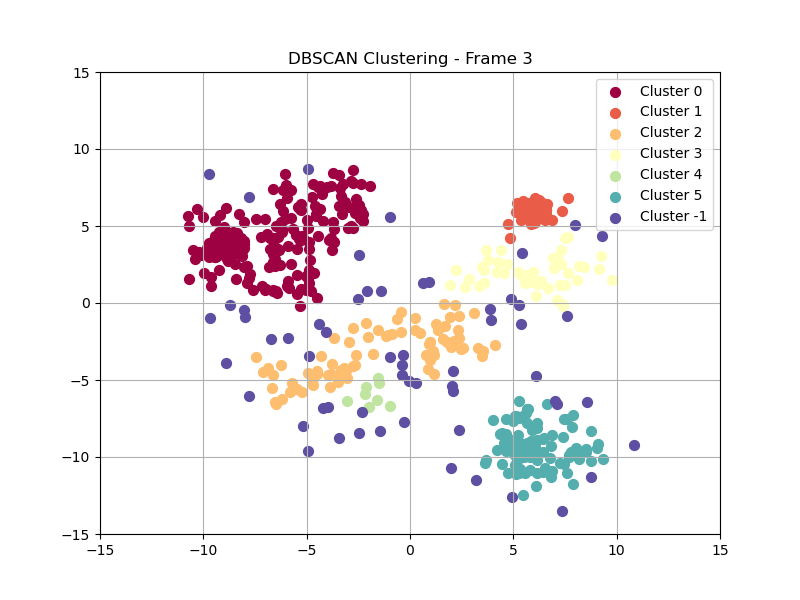 DBSCAN Clustering - Frame 3
15
10
5
0
−5
−10
−15
−15 −10 −5 0 5 10 15
Cluster 0
Cluster 1
Cluster 2
Cluster 3
Cluster 4
Cluster 5
Cluster -1